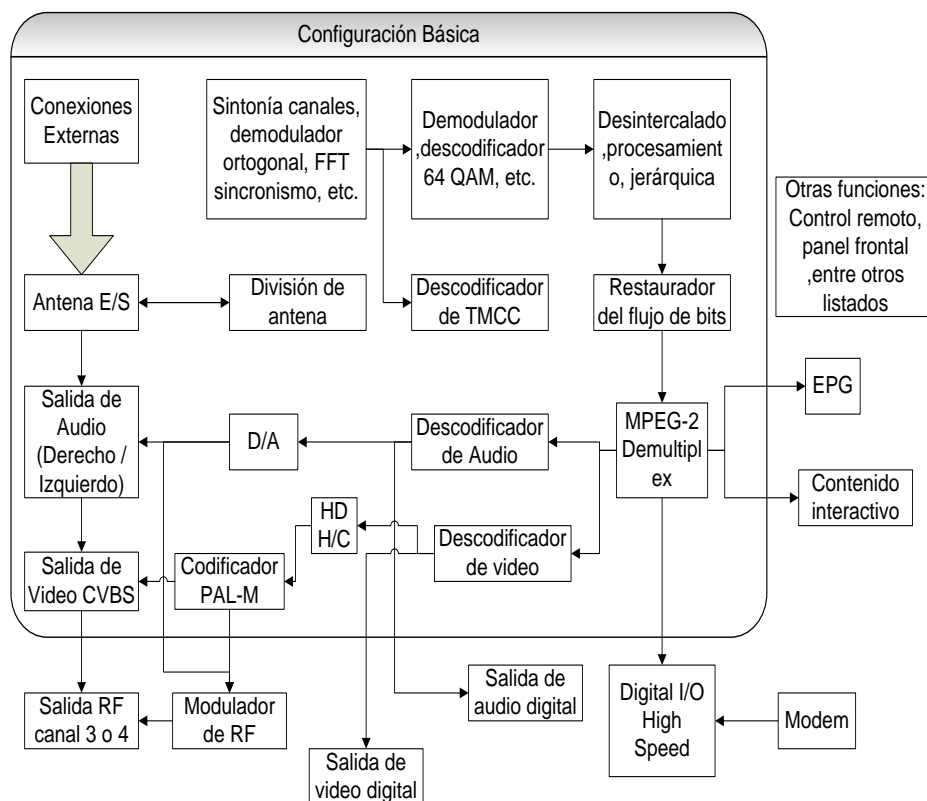 Configuración Básica
Conexiones
Externas
Sintonía canales,
demodulador
ortogonal, FFT
sincronismo, etc.
Demodulador
,descodificador
64 QAM, etc.
Desintercalado
,procesamient
o, jerárquica
Otras funciones:
Control remoto,
panel frontal
,entre otros
listados
Antena E/S
División de
antena
Descodificador
de TMCC
Restaurador
del flujo de bits
Salida de
Audio
(Derecho /
Izquierdo)
D/A
Descodificador
de Audio
MPEG-2
Demultipl
ex
EPG
Contenido
interactivo
HD
H/C
Descodificador
de video
Salida de
Video CVBS
Codificador
PAL-M
Salida RF
canal 3 o 4
Modulador
de RF
Salida de
audio digital
Digital I/O
High
Speed
Modem
Salida de
video digital